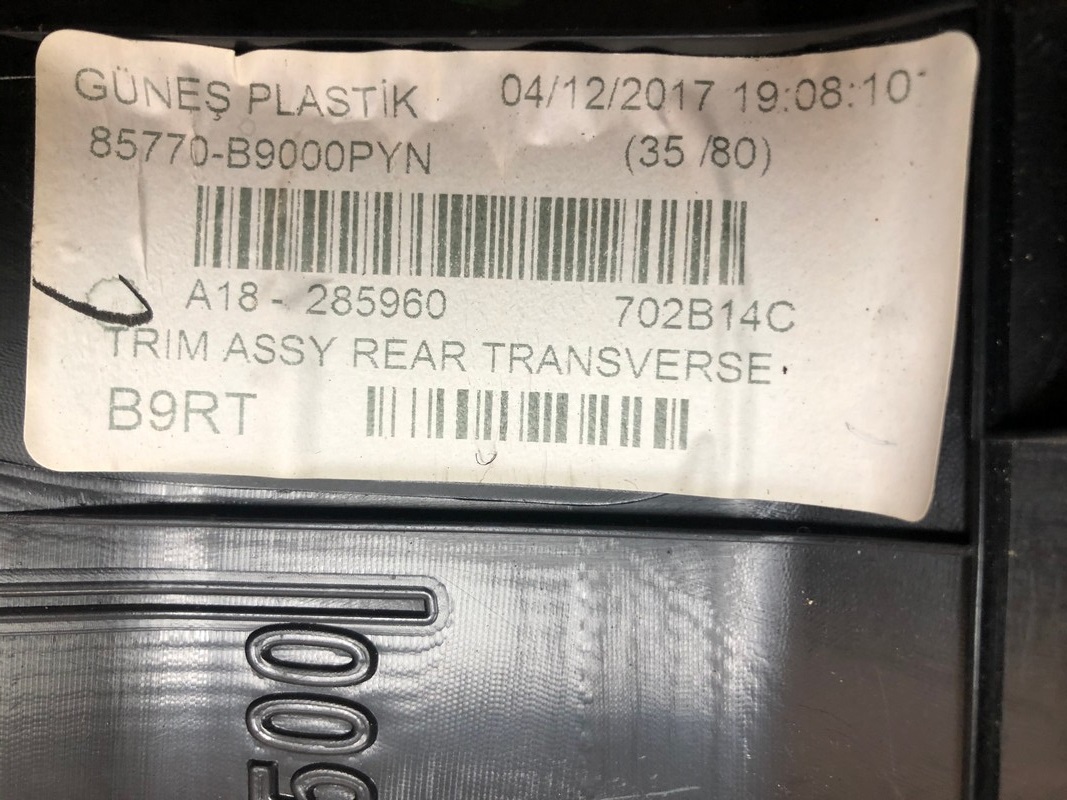 GÜNEŞ PLASTİK 04/12/2017 19:08:10
85770-B9000PYN (35 /80)
A18 - 285960 702B14C
TRIM ASSY REAR TRANSVERSE
B9RT
500